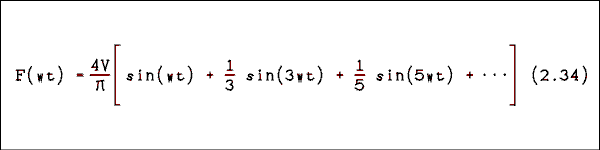 F(wt) = 4V/π [ sin(wt) + 1/3 sin(3wt) + 1/5 sin(5wt) + ··· ] (2.34)